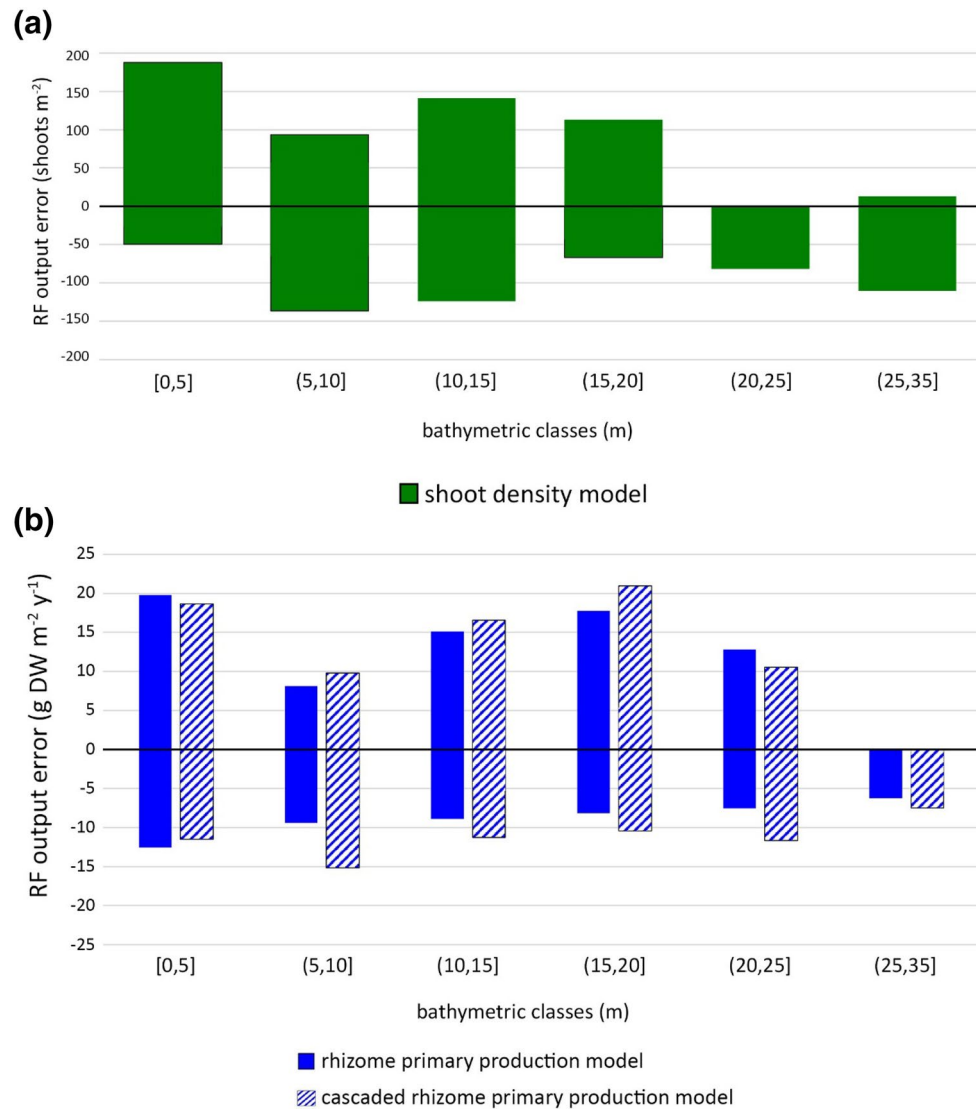 (a)
RF output error (shoots m⁻²)
200
150
100
50
0
-50
-100
-150
-200
[0,5] (5,10] (10,15] (15,20] (20,25] (25,35]
bathymetric classes (m)
shoot density model
(b)
RF output error (g DW m⁻² y⁻¹)
25
20
15
10
5
0
-5
-10
-15
-20
-25
[0,5] (5,10] (10,15] (15,20] (20,25] (25,35]
bathymetric classes (m)
rhizome primary production model
cascaded rhizome primary production model